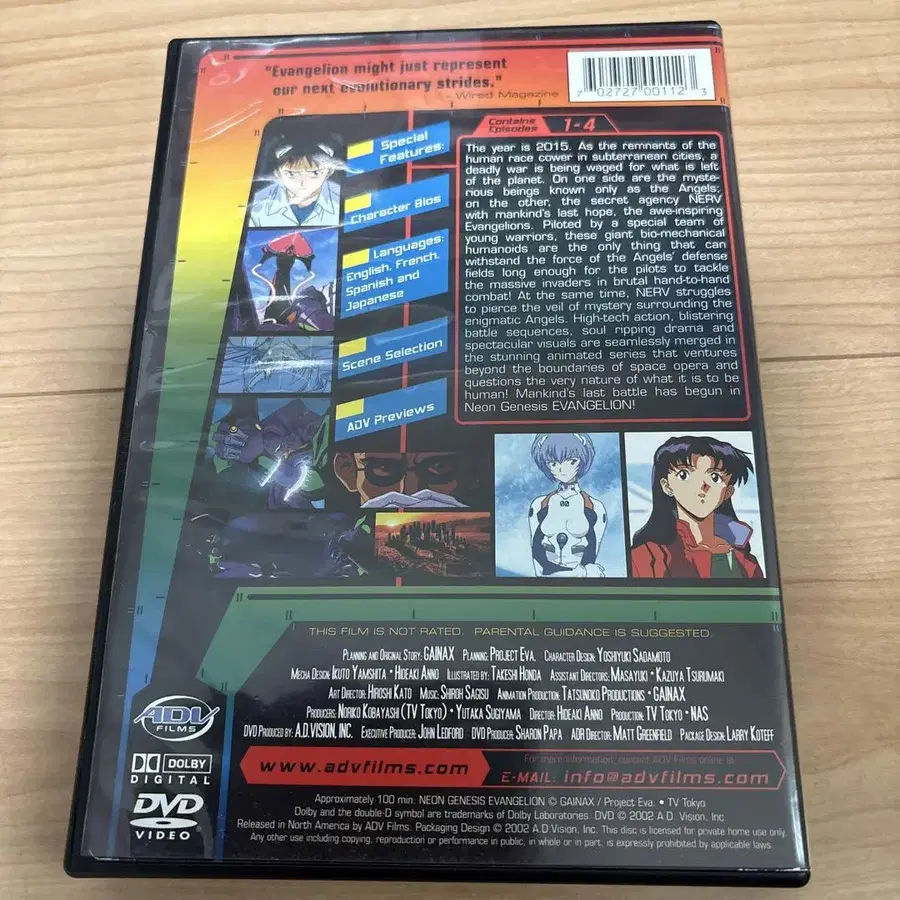 "Evangelion might just represent
our next evolutionary strides."
- Wired Magazine
7 02727 00112 3
Contains
Episodes
1-4
Special
Features:
Character Bios
Languages:
English, French,
Spanish and
Japanese
Scene Selection
ADV Previews
The year is 2015. As the remnants of the
human race cower in subterranean cities, a
deadly war is being waged for what is left
of the planet. On one side are the myste-
rious beings known only as the Angels;
on the other, the secret agency NERV
with mankind's last hope, the awe-inspiring
Evangelions. Piloted by a special team of
young warriors, these giant bio-mechanical
humanoids are the only thing that can
withstand the force of the Angels' defense
fields long enough for the pilots to tackle
the massive invaders in brutal hand-to-hand
combat! At the same time, NERV struggles
to pierce the veil of mystery surrounding the
enigmatic Angels. High-tech action, blistering
battle sequences, soul ripping drama and
spectacular visuals are seamlessly merged in
the stunning animated series that ventures
beyond the boundaries of space opera and
questions the very nature of what it is to be
human! Mankind's last battle has begun in
Neon Genesis EVANGELION!
00
THIS FILM IS NOT RATED. PARENTAL GUIDANCE IS SUGGESTED.
Planning and Original Story: GAINAX Planning: Project Eva. Character Design: Yoshiyuki Sadamoto
Mecha Design: Ikuto Yamshita • Hideaki Anno Illustrated by: Takeshi Honda Assistant Directors: Masayuki • Kazuya Tsurumaki
Art Director: Hiroshi Kato Music: Shiroh Sagisu Animation Production: Tatsunoko Productions • GAINAX
Producers: Noriko Kobayashi (TV Tokyo) • Yutaka Sugiyama Director: Hideaki Anno Production: TV Tokyo • NAS
DVD Produced by: A.D. Vision, Inc. Executive Producer: John Ledford DVD Producer: Sharon Papa ADR Director: Matt Greenfield Package Design: Larry Koteff
ADV
FILMS
DOLBY
DIGITAL
DVD
VIDEO
www.advfilms.com
For more information, contact ADV Films online at
E-MAIL: info@advfilms.com
Approximately 100 min. NEON GENESIS EVANGELION © GAINAX / Project Eva. • TV Tokyo
Dolby and the double-D symbol are trademarks of Dolby Laboratories. DVD © 2002 A.D. Vision, Inc.
Released in North America by ADV Films. Packaging Design © 2002 A.D. Vision, Inc. This disc is licensed for private home use only.
Any other use including copying, reproduction or performance in public, in whole or in part, is expressly prohibited by applicable laws.